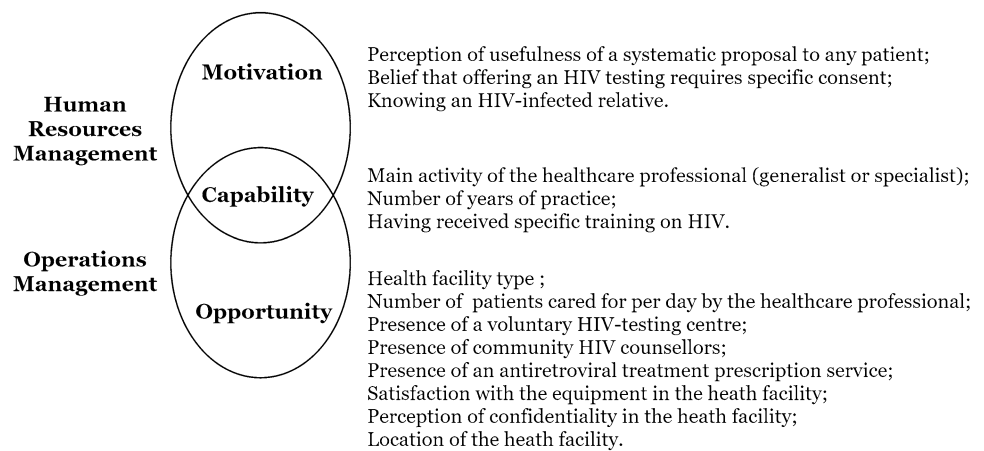 Human
Resources
Management
Operations
Management
Motivation
Capability
Opportunity
Perception of usefulness of a systematic proposal to any patient;
Belief that offering an HIV testing requires specific consent;
Knowing an HIV-infected relative.
Main activity of the healthcare professional (generalist or specialist);
Number of years of practice;
Having received specific training on HIV.
Health facility type ;
Number of  patients cared for per day by the healthcare professional;
Presence of a voluntary HIV-testing centre;
Presence of community HIV counsellors;
Presence of an antiretroviral treatment prescription service;
Satisfaction with the equipment in the heath facility;
Perception of confidentiality in the heath facility;
Location of the heath facility.